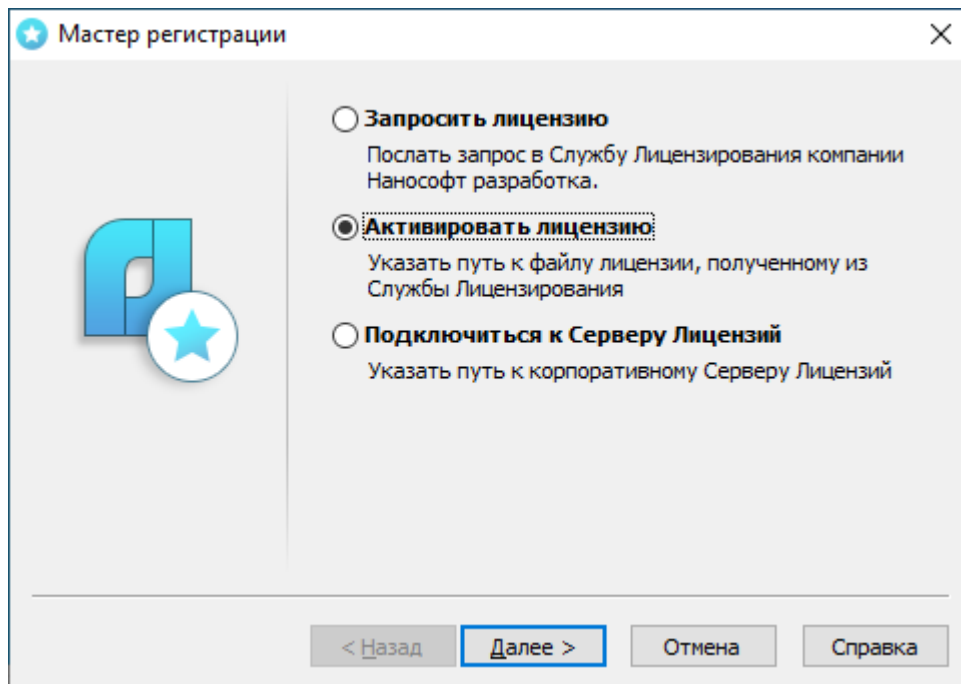 Мастер регистрации
Запросить лицензию
Послать запрос в Службу Лицензирования компании
Нанософт разработка.
Активировать лицензию
Указать путь к файлу лицензии, полученному из
Службы Лицензирования
Подключиться к Серверу Лицензий
Указать путь к корпоративному Серверу Лицензий
< Назад
Далее >
Отмена
Справка